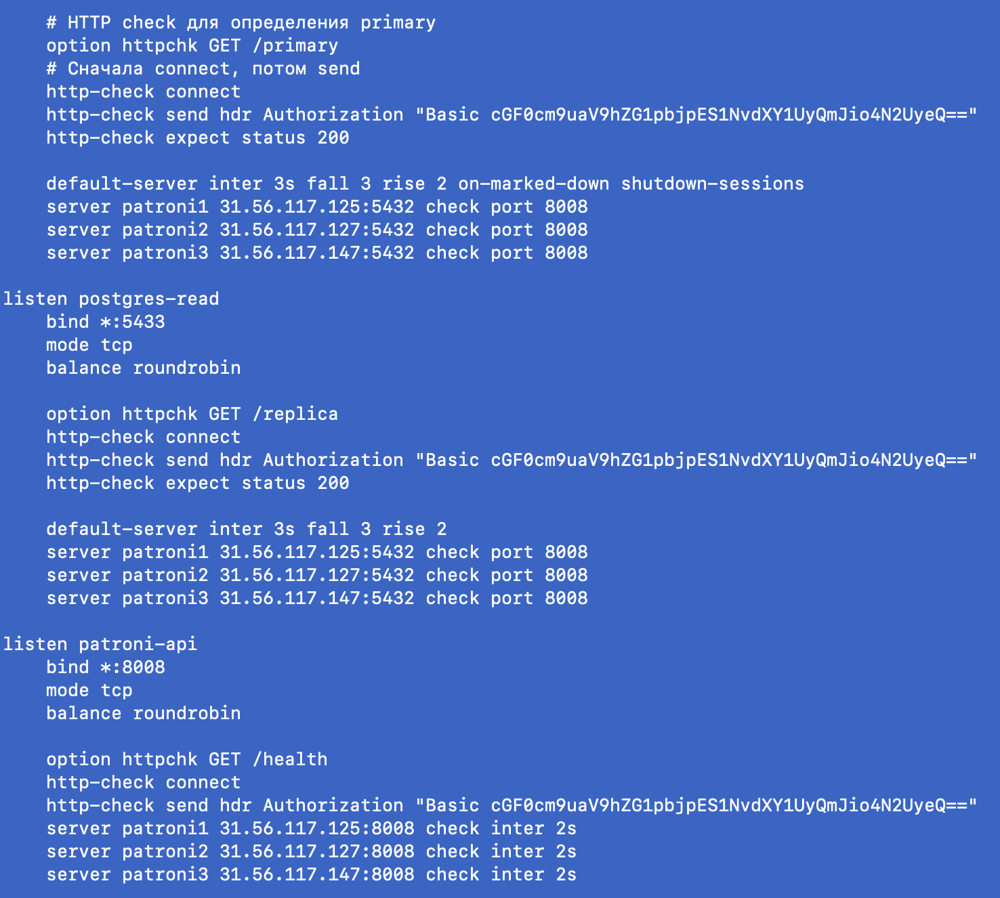 # HTTP check для определения primary
option httpchk GET /primary
# Сначала connect, потом send
http-check connect
http-check send hdr Authorization "Basic cGF0cm9uaV9hZG1pbjpES1NvdXY1UyQmJio4N2UyeQ=="
http-check expect status 200
default-server inter 3s fall 3 rise 2 on-marked-down shutdown-sessions
server patroni1 31.56.117.125:5432 check port 8008
server patroni2 31.56.117.127:5432 check port 8008
server patroni3 31.56.117.147:5432 check port 8008
listen postgres-read
bind *:5433
mode tcp
balance roundrobin
option httpchk GET /replica
http-check connect
http-check send hdr Authorization "Basic cGF0cm9uaV9hZG1pbjpES1NvdXY1UyQmJio4N2UyeQ=="
http-check expect status 200
default-server inter 3s fall 3 rise 2
server patroni1 31.56.117.125:5432 check port 8008
server patroni2 31.56.117.127:5432 check port 8008
server patroni3 31.56.117.147:5432 check port 8008
listen patroni-api
bind *:8008
mode tcp
balance roundrobin
option httpchk GET /health
http-check connect
http-check send hdr Authorization "Basic cGF0cm9uaV9hZG1pbjpES1NvdXY1UyQmJio4N2UyeQ=="
server patroni1 31.56.117.125:8008 check inter 2s
server patroni2 31.56.117.127:8008 check inter 2s
server patroni3 31.56.117.147:8008 check inter 2s